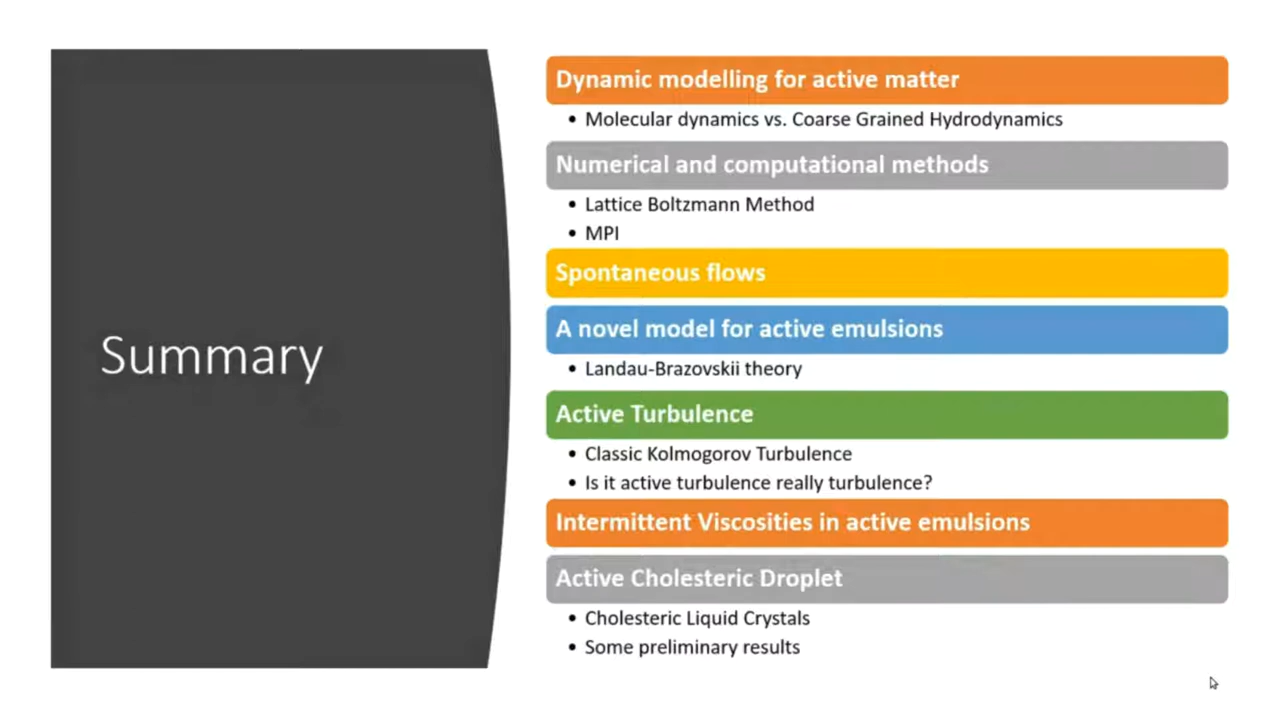 Summary
Dynamic modelling for active matter
• Molecular dynamics vs. Coarse Grained Hydrodynamics
Numerical and computational methods
• Lattice Boltzmann Method
• MPI
Spontaneous flows
A novel model for active emulsions
• Landau-Brazovskii theory
Active Turbulence
• Classic Kolmogorov Turbulence
• Is it active turbulence really turbulence?
Intermittent Viscosities in active emulsions
Active Cholesteric Droplet
• Cholesteric Liquid Crystals
• Some preliminary results